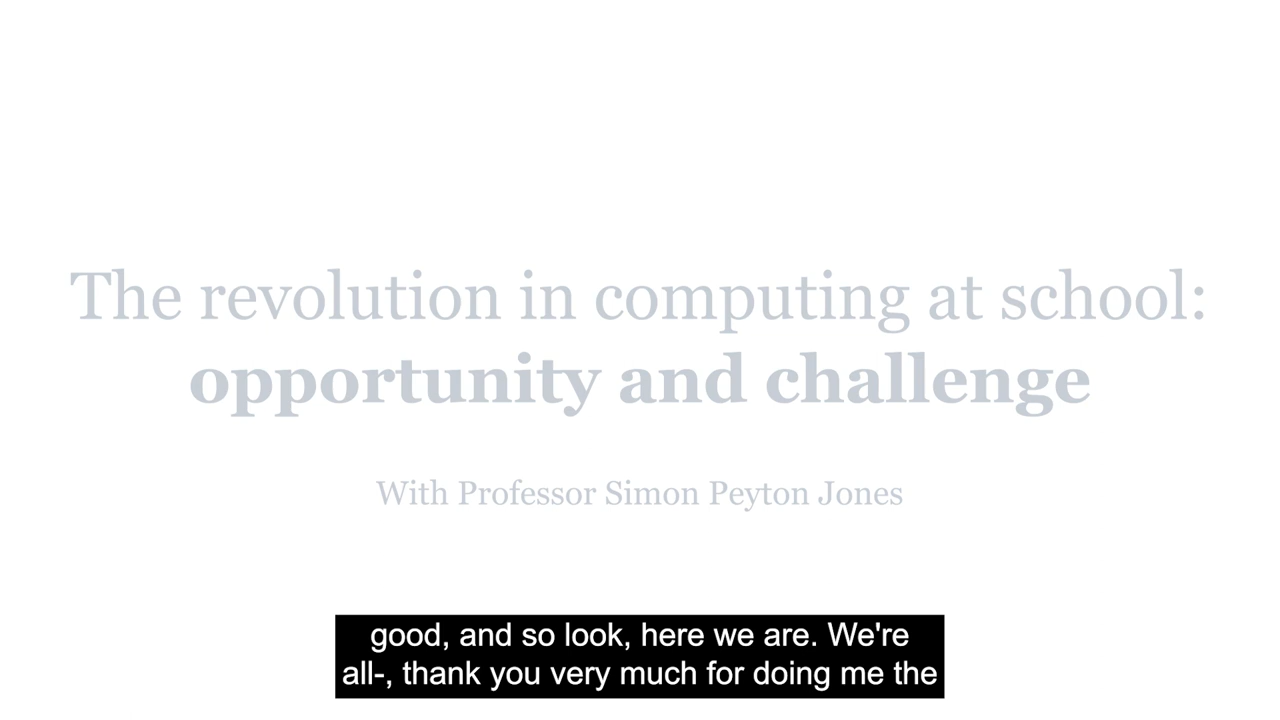 The revolution in computing at school:
opportunity and challenge
With Professor Simon Peyton Jones
good, and so look, here we are. We're
all-, thank you very much for doing me the